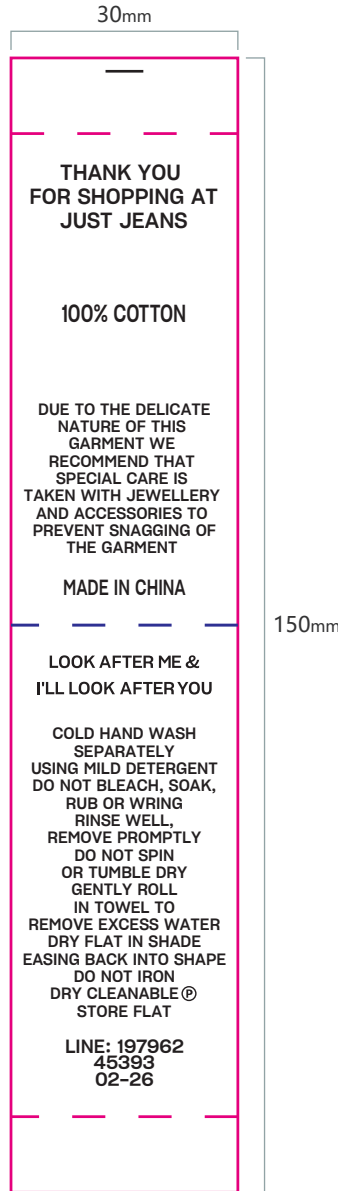 30mm
THANK YOU
FOR SHOPPING AT
JUST JEANS
100% COTTON
DUE TO THE DELICATE
NATURE OF THIS
GARMENT WE
RECOMMEND THAT
SPECIAL CARE IS
TAKEN WITH JEWELLERY
AND ACCESSORIES TO
PREVENT SNAGGING OF
THE GARMENT
MADE IN CHINA
150mm
LOOK AFTER ME &
I'LL LOOK AFTER YOU
COLD HAND WASH
SEPARATELY
USING MILD DETERGENT
DO NOT BLEACH, SOAK,
RUB OR WRING
RINSE WELL,
REMOVE PROMPTLY
DO NOT SPIN
OR TUMBLE DRY
GENTLY ROLL
IN TOWEL TO
REMOVE EXCESS WATER
DRY FLAT IN SHADE
EASING BACK INTO SHAPE
DO NOT IRON
DRY CLEANABLE Ⓟ
STORE FLAT
LINE: 197962
45393
02-26